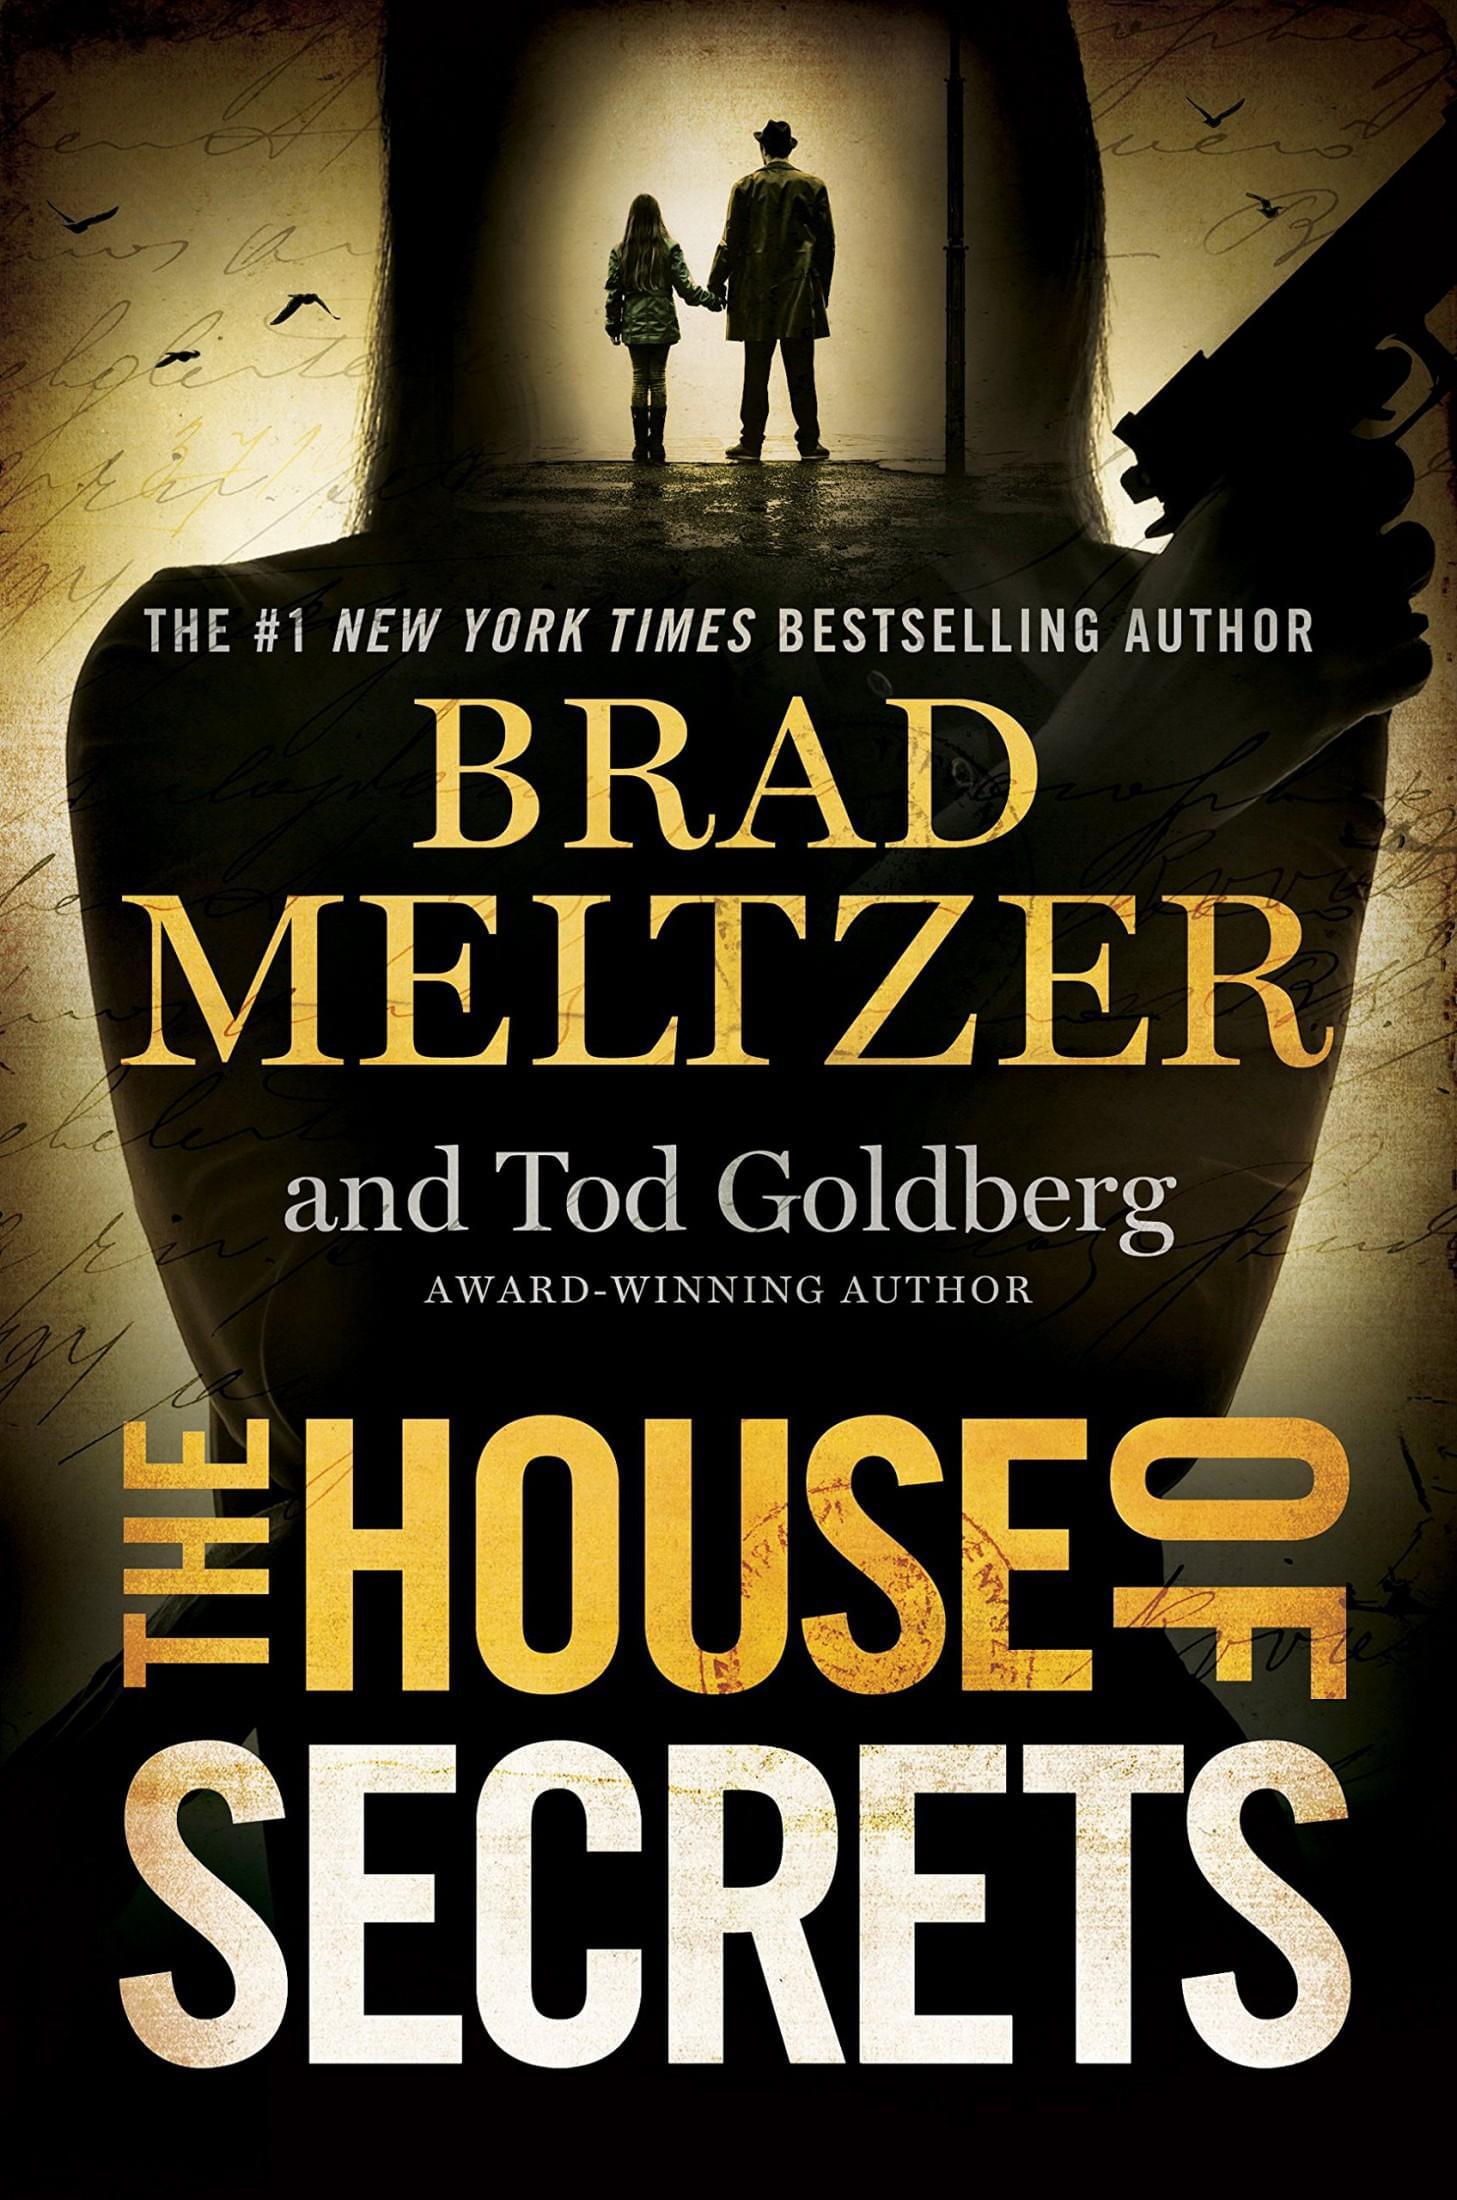 THE #1 NEW YORK TIMES BESTSELLING AUTHOR
BRAD
MELTZER
and Tod Goldberg
AWARD-WINNING AUTHOR
THE HOUSE OF
SECRETS